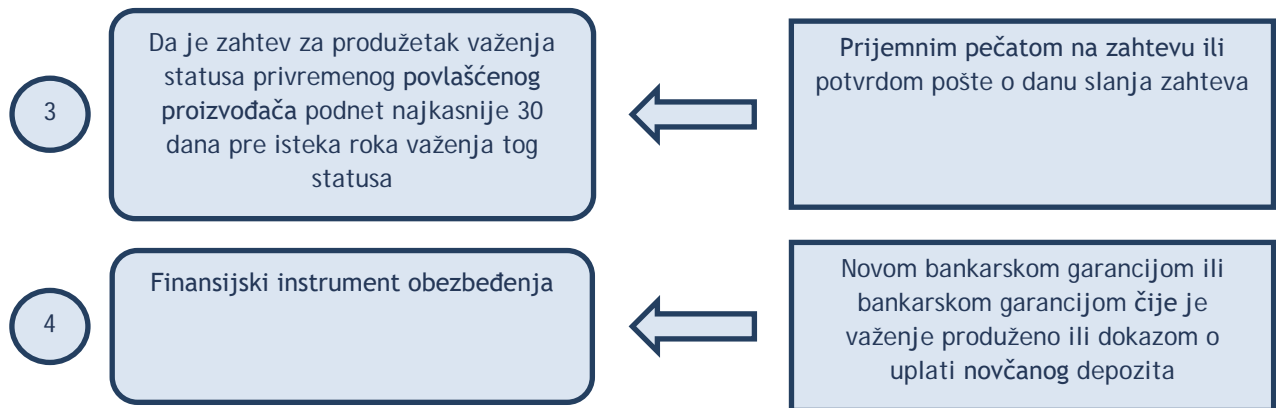 3
Da je zahtev za produžetak važenja
statusa privremenog povlašćenog
proizvođača podnet najkasnije 30
dana pre isteka roka važenja tog
statusa
Prijemnim pečatom na zahtevu ili
potvrdom pošte o danu slanja zahteva
4
Finansijski instrument obezbeđenja
Novom bankarskom garancijom ili
bankarskom garancijom čije je
važenje produženo ili dokazom o
uplati novčanog depozita